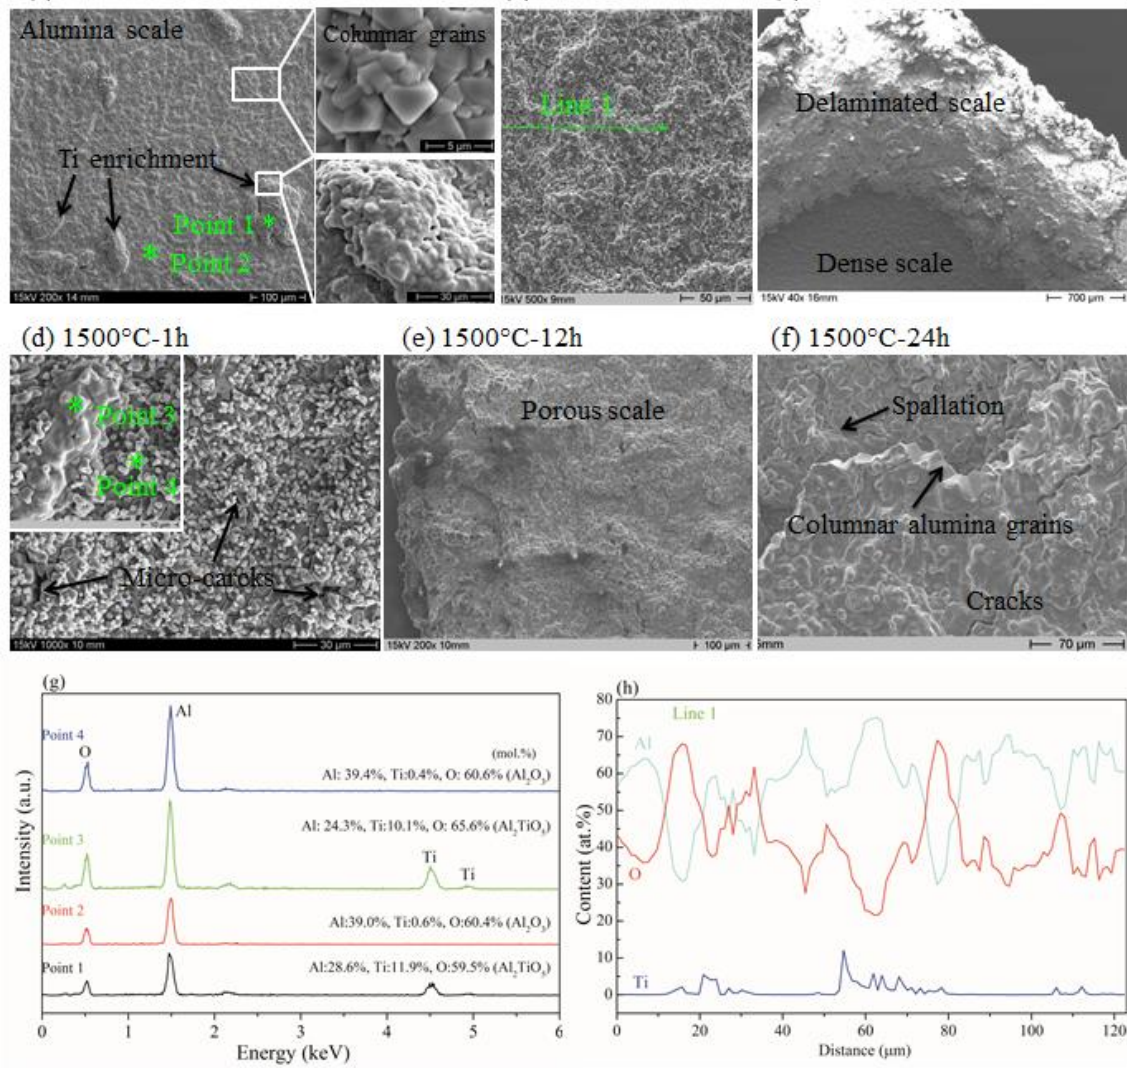 Alumina scale
Columnar grains
5 μm
Ti enrichment
Point 1 *
* Point 2
15kV 200x 14 mm
100 μm
30 μm
Line 1
15kV 500x 9mm
50 μm
Delaminated scale
Dense scale
15kV 40x 16mm
700 μm
(d) 1500°C-1h
(e) 1500°C-12h
(f) 1500°C-24h
* Point 3
* Point 4
Micro-carcks
15kV 1000x 10 mm
30 μm
Porous scale
15kV 200x 10mm
100 μm
Spallation
Columnar alumina grains
Cracks
5mm
70 μm
(g)
Point 4
O
Al
(mol.%)
Al: 39.4%, Ti:0.4%, O: 60.6% (Al₂O₃)
Point 3
Al: 24.3%, Ti:10.1%, O: 65.6% (Al₂TiO₅)
Ti
Ti
Point 2
Al:39.0%, Ti:0.6%, O:60.4% (Al₂O₃)
Point 1
Al:28.6%, Ti:11.9%, O:59.5% (Al₂TiO₅)
Intensity (a.u.)
0 1 2 3 4 5 6
Energy (keV)
(h)
80
70
60
50
40
30
20
10
0
Line 1
Al
O
Ti
Content (at.%)
0 20 40 60 80 100 120
Distance (μm)